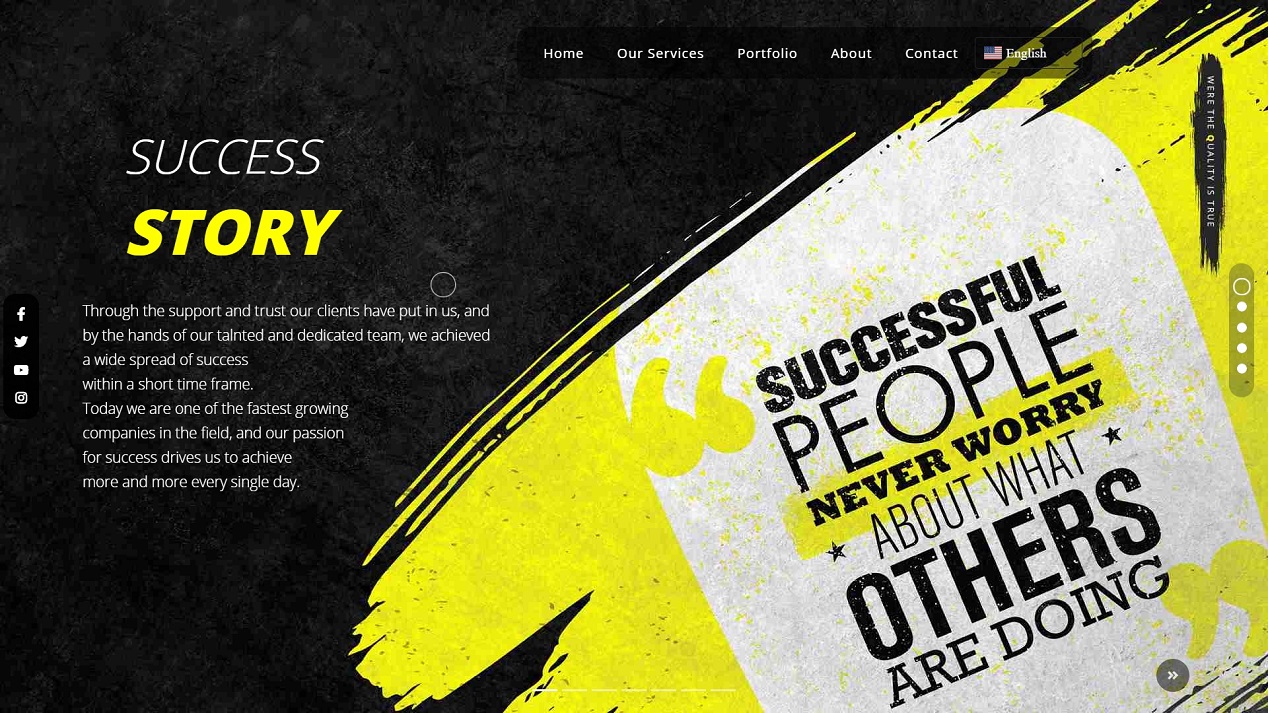 Home Our Services Portfolio About Contact English
WERE THE QUALITY IS TRUE
SUCCESS
STORY
Through the support and trust our clients have put in us, and
by the hands of our talnted and dedicated team, we achieved
a wide spread of success
within a short time frame.
Today we are one of the fastest growing
companies in the field, and our passion
for success drives us to achieve
more and more every single day.
SUCCESSFUL
PEOPLE
NEVER WORRY
ABOUT WHAT
OTHERS
ARE DOING